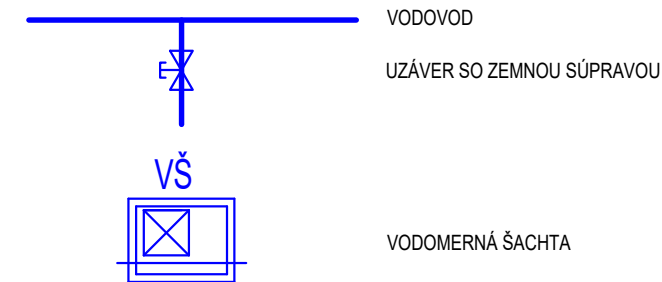 VODOVOD
UZÁVER SO ZEMNOU SÚPRAVOU
VŠ
VODOMERNÁ ŠACHTA